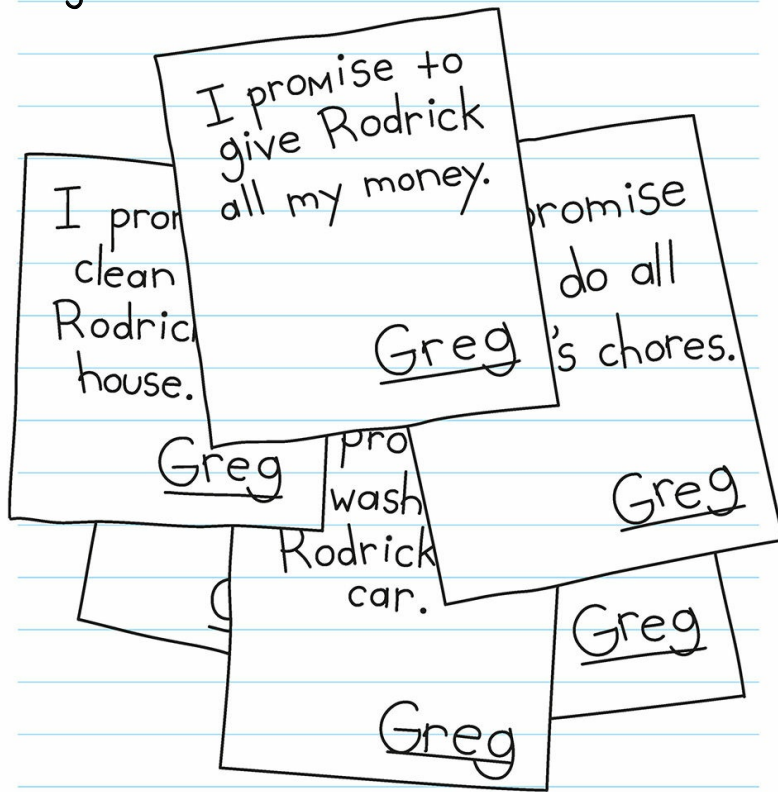 I promise to
give Rodrick
all my money.
Greg
I pro
clean
Rodric
house.
Greg
promise
do all
's chores.
Greg
pro
wash
Rodrick
car.
Greg
Greg